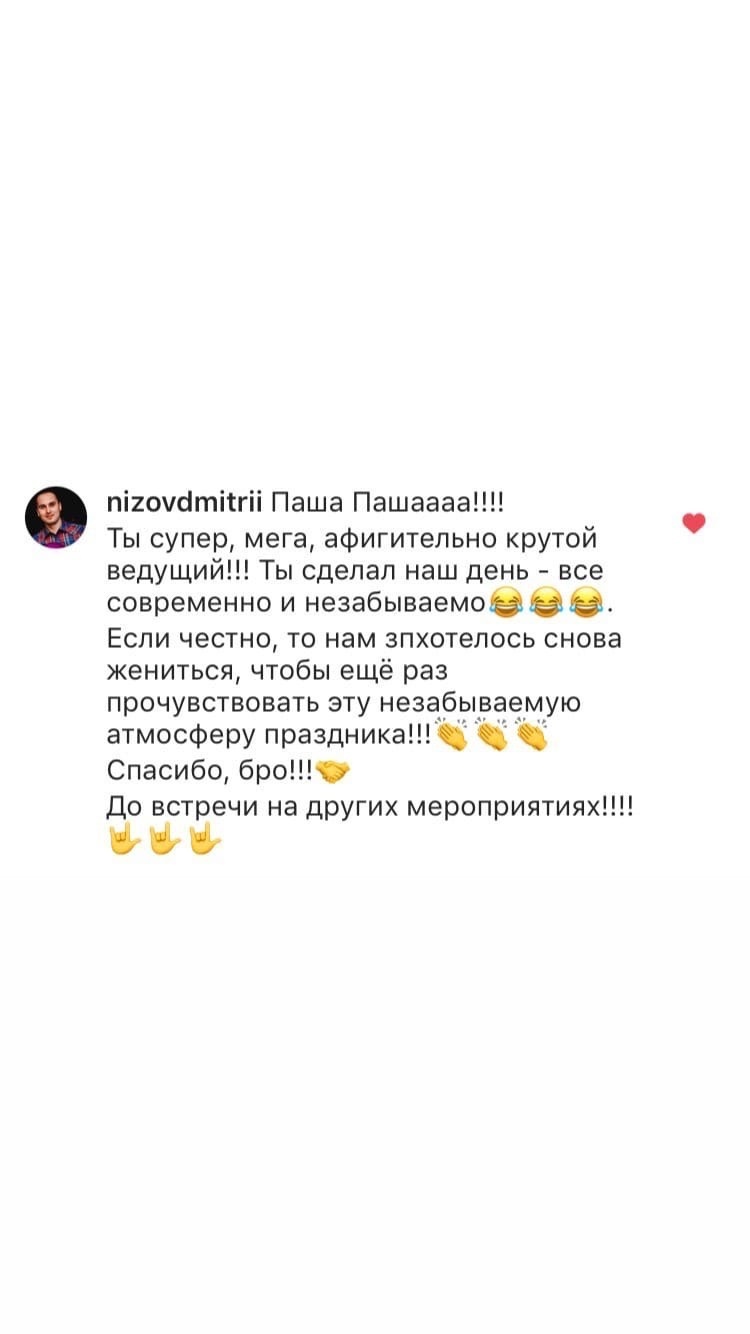 nizovdmitrii Паша Пашаааа!!!!
Ты супер, мега, афигительно крутой
ведущий!!! Ты сделал наш день - все
современно и незабываемо😂😂😂.
Если честно, то нам зпхотелось снова
жениться, чтобы ещё раз
прочувствовать эту незабываемую
атмосферу праздника!!!👏👏👏
Спасибо, бро!!!🤝
До встречи на других мероприятиях!!!!
🤟🤟🤟